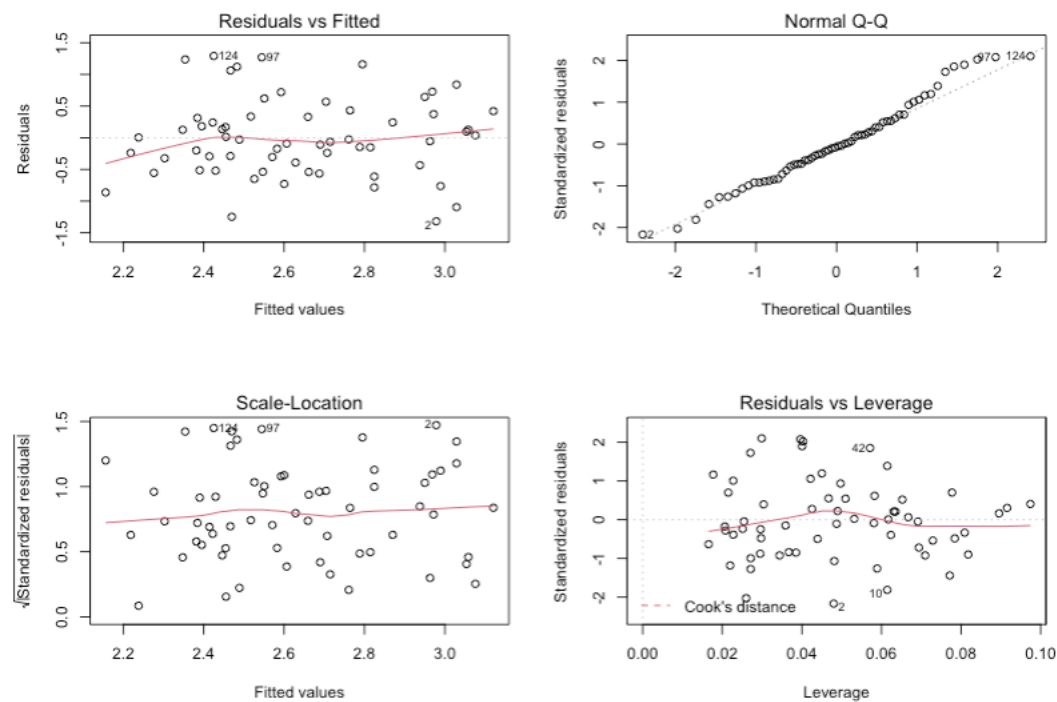 Residuals vs Fitted
Residuals
1.5
0.5
-0.5
-1.5
124
97
2
2.2 2.4 2.6 2.8 3.0
Fitted values
Normal Q-Q
Standardized residuals
2
1
0
-1
-2
97
124
2
-2 -1 0 1 2
Theoretical Quantiles
Scale-Location
√|Standardized residuals|
1.5
1.0
0.5
0.0
124
97
2
2.2 2.4 2.6 2.8 3.0
Fitted values
Residuals vs Leverage
Standardized residuals
2
1
0
-1
-2
42
10
2
Cook's distance
0.00 0.02 0.04 0.06 0.08 0.10
Leverage